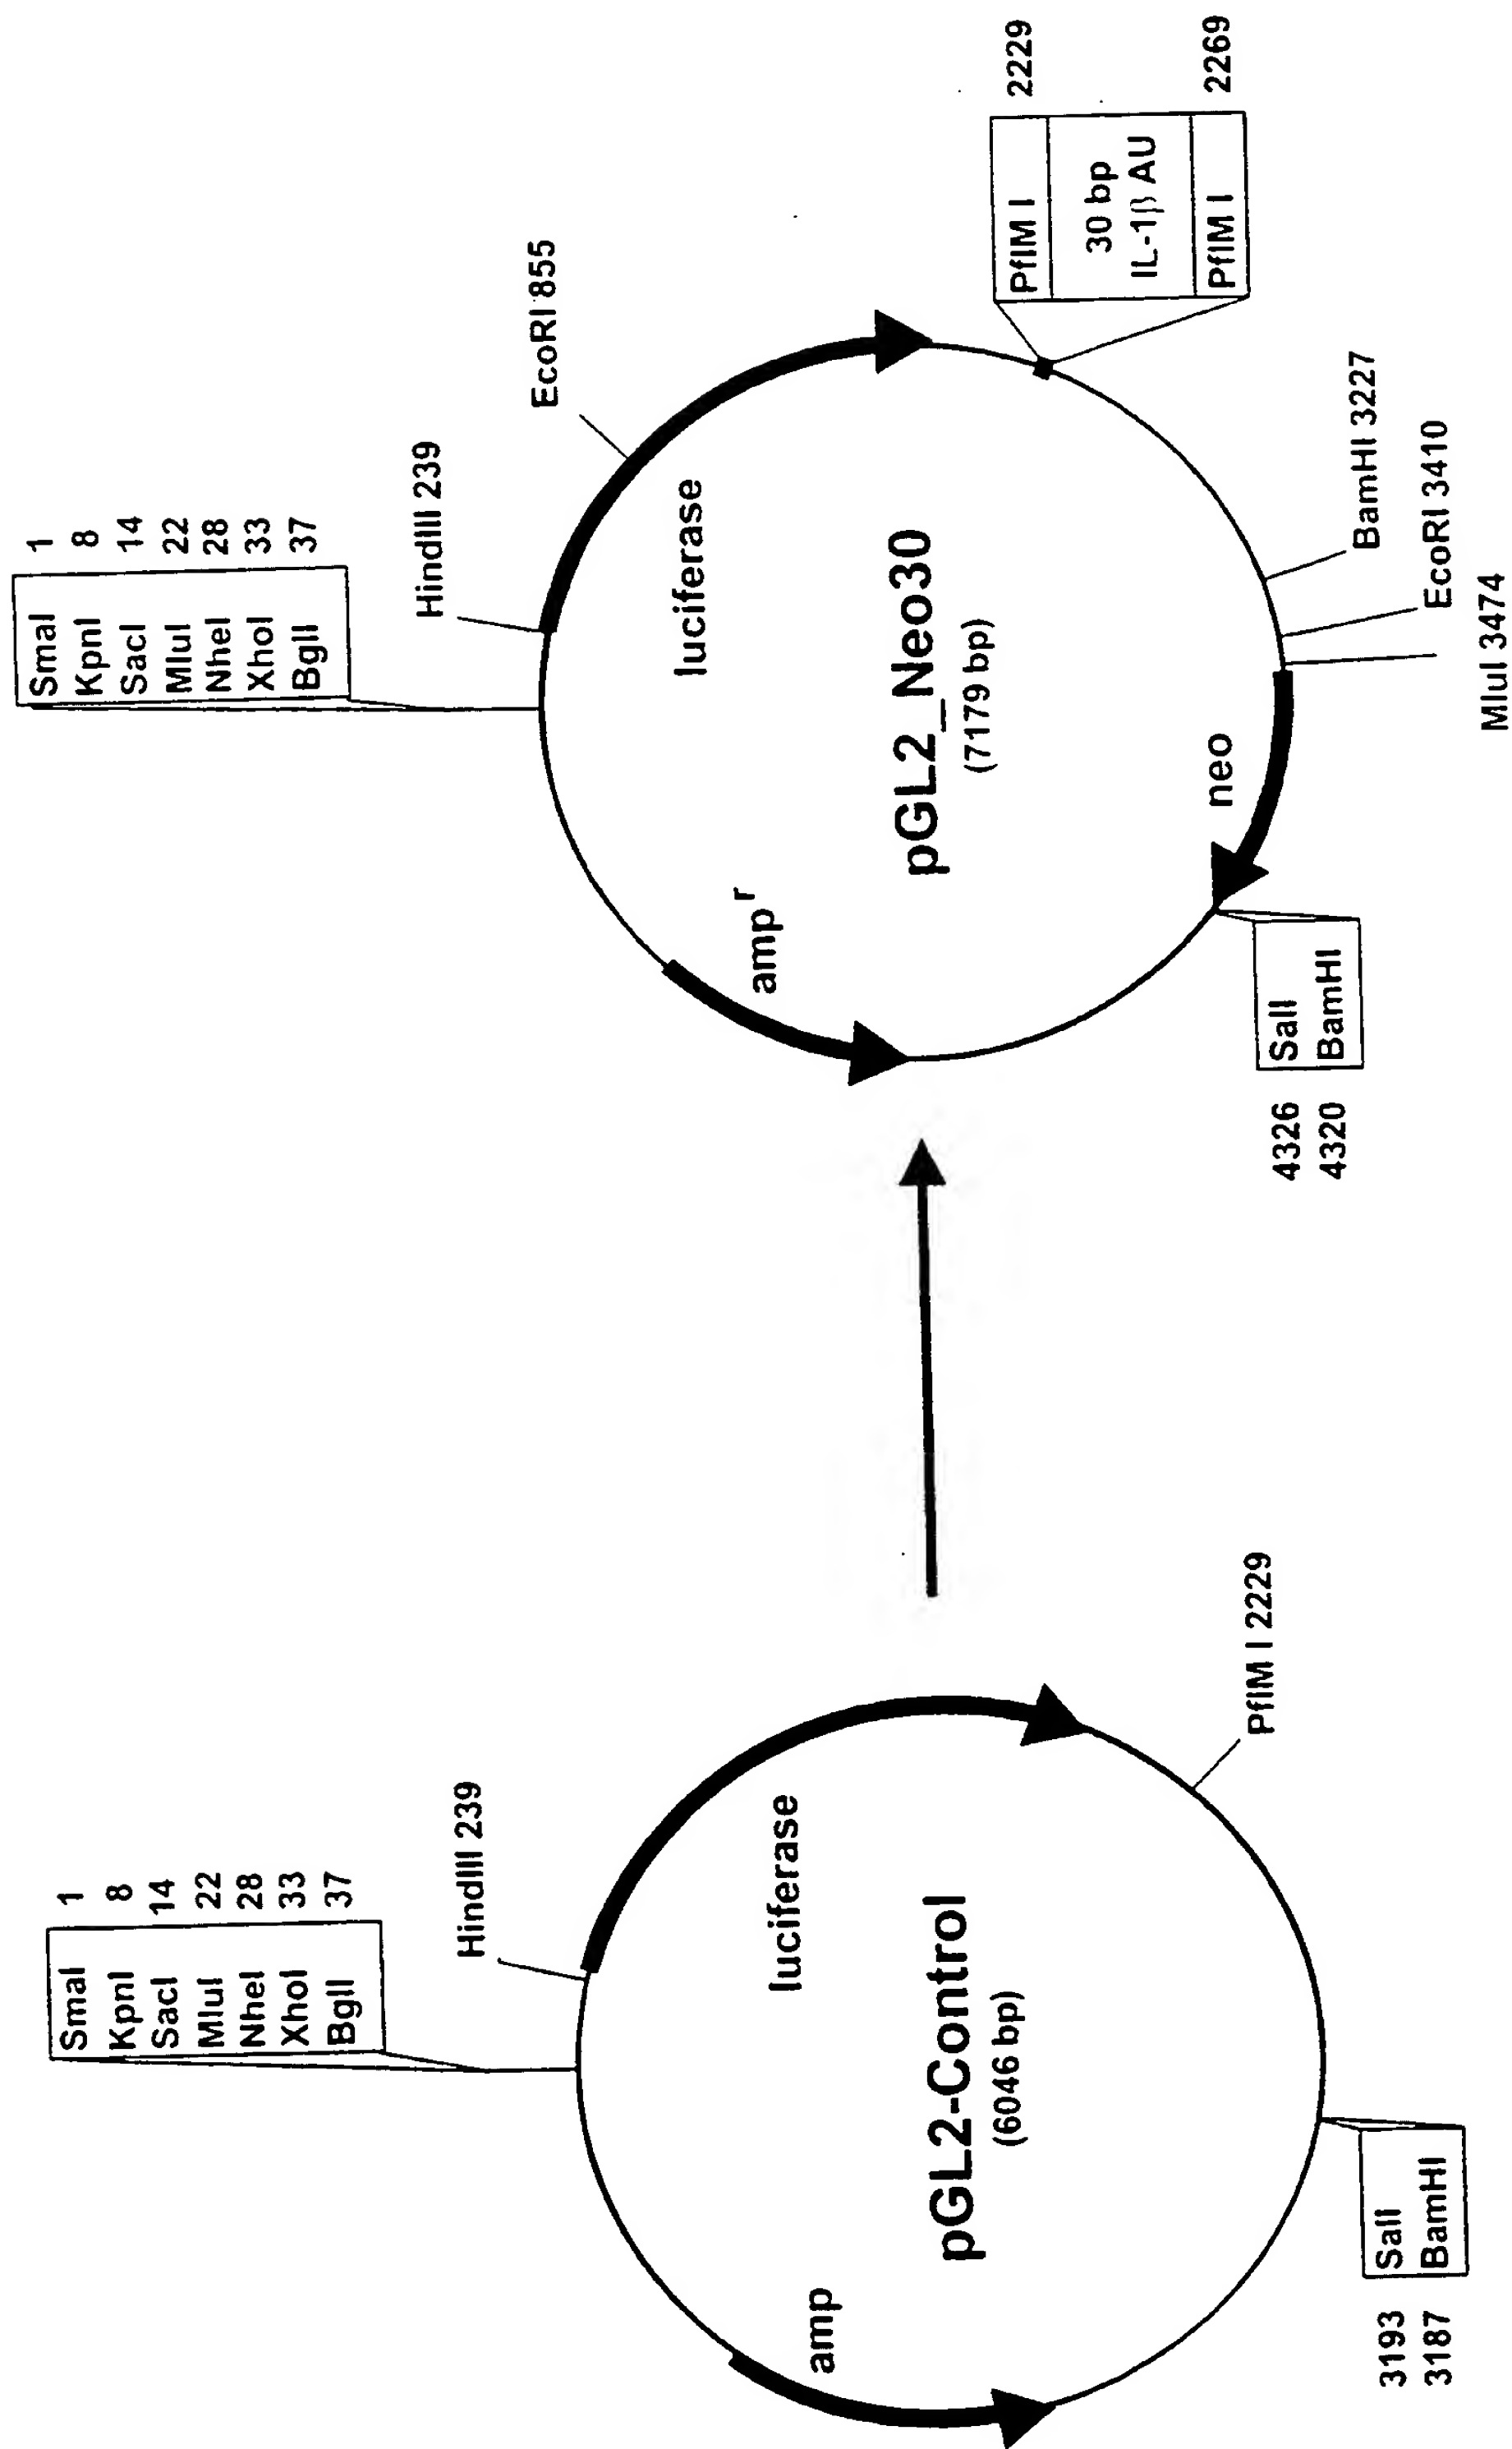 SmaI 1
KpnI 8
SacI 14
MluI 22
NheI 28
XhoI 33
BglI 37
HindIII 239
luciferase
amp
pGL2-Control
(6046 bp)
PflM I 2229
3193 SalI
3187 BamHI
SmaI 1
KpnI 8
SacI 14
MluI 22
NheI 28
XhoI 33
BglI 37
HindIII 239
EcoRI 855
luciferase
amp r
pGL2_Neo30
(7179 bp)
PflM I 2229
30 bp
IL-1β AU
PflM I 2269
neo
BamHI 3227
EcoRI 3410
MluI 3474
4326 SalI
4320 BamHI